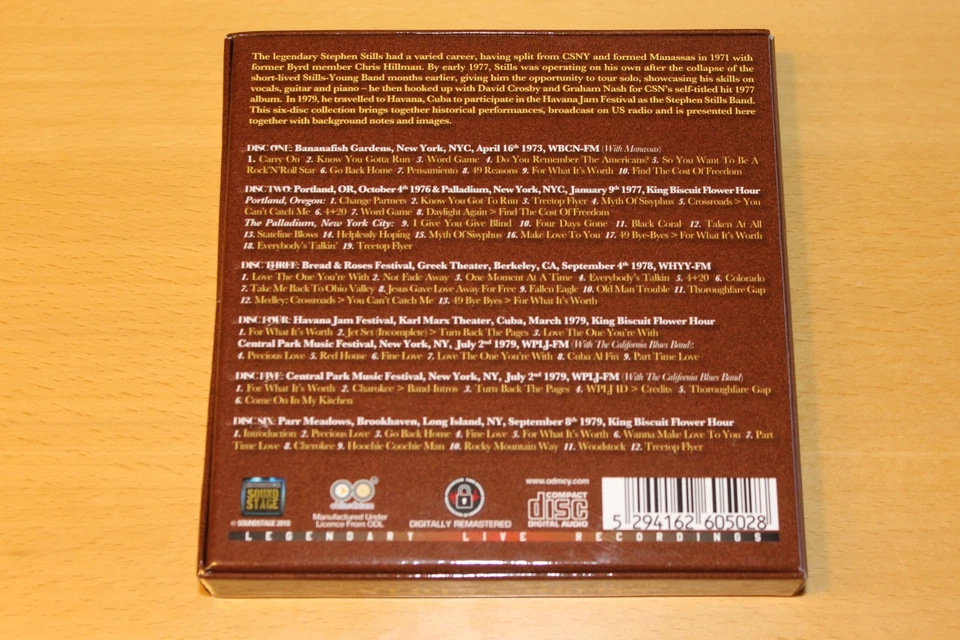 The legendary Stephen Stills had a varied career, having split from CSNY and formed Manassas in 1971 with
former Byrd member Chris Hillman. By early 1977, Stills was operating on his own after the collapse of the
short-lived Stills-Young Band months earlier, giving him the opportunity to tour solo, showcasing his skills on
vocals, guitar and piano – he then hooked up with David Crosby and Graham Nash for CSN's self-titled hit 1977
album. In 1979, he travelled to Havana, Cuba to participate in the Havana Jam Festival as the Stephen Stills Band.
This six-disc collection brings together historical performances, broadcast on US radio and is presented here
together with background notes and images.
DISC ONE: Bananafish Gardens, New York, NYC, April 16th 1973, WBCN-FM (With Manassas)
1. Carry On 2. Know You Gotta Run 3. Word Game 4. Do You Remember The Americans? 5. So You Want To Be A
Rock'N'Roll Star 6. Go Back Home 7. Pensamiento 8. 49 Reasons 9. For What It's Worth 10. Find The Cost Of Freedom
DISC TWO: Portland, OR, October 4th 1976 & Palladium, New York, NYC, January 9th 1977, King Biscuit Flower Hour
Portland, Oregon: 1. Change Partners 2. Know You Got To Run 3. Treetop Flyer 4. Myth Of Sisyphus 5. Crossroads > You
Can't Catch Me 6. 4+20 7. Word Game 8. Daylight Again > Find The Cost Of Freedom
The Palladium, New York City: 9. I Give You Give Blind 10. Four Days Gone 11. Black Coral 12. Taken At All
13. Stateline Blows 14. Helplessly Hoping 15. Myth Of Sisyphus 16. Make Love To You 17. 49 Bye-Byes > For What It's Worth
18. Everybody's Talkin' 19. Treetop Flyer
DISC THREE: Bread & Roses Festival, Greek Theater, Berkeley, CA, September 4th 1978, WHYY-FM
1. Love The One You're With 2. Not Fade Away 3. One Moment At A Time 4. Everybody's Talkin 5. 4+20 6. Colorado
7. Take Me Back To Ohio Valley 8. Jesus Gave Love Away For Free 9. Fallen Eagle 10. Old Man Trouble 11. Thoroughfare Gap
12. Medley: Crossroads > You Can't Catch Me 13. 49 Bye Byes > For What It's Worth
DISC FOUR: Havana Jam Festival, Karl Marx Theater, Cuba, March 1979, King Biscuit Flower Hour
1. For What It's Worth 2. Jet Set (Incomplete) > Turn Back The Pages 3. Love The One You're With
Central Park Music Festival, New York, NY, July 2nd 1979, WPLJ-FM (With The California Blues Band):
4. Precious Love 5. Red House 6. Fine Love 7. Love The One You're With 8. Cuba Al Fin 9. Part Time Love
DISC FIVE: Central Park Music Festival, New York, NY, July 2nd 1979, WPLJ-FM (With The California Blues Band)
1. For What It's Worth 2. Charokee > Band Intros 3. Turn Back The Pages 4. WPLJ ID > Credits 5. Thoroughfare Gap
6. Come On In My Kitchen
DISC SIX: Parr Meadows, Brookhaven, Long Island, NY, September 8th 1979, King Biscuit Flower Hour
1. Introduction 2. Precious Love 3. Go Back Home 4. Fine Love 5. For What It's Worth 6. Wanna Make Love To You 7. Part
Time Love 8. Cherokee 9. Hoochie Coochie Man 10. Rocky Mountain Way 11. Woodstock 12. Treetop Flyer
SOUND STAGE
© SOUNDSTAGE 2018
Manufactured Under
Licence From ODL
DIGITALLY REMASTERED
www.odmcy.com
COMPACT
disc
DIGITAL AUDIO
5 294162 605028
LEGENDARY LIVE RECORDINGS